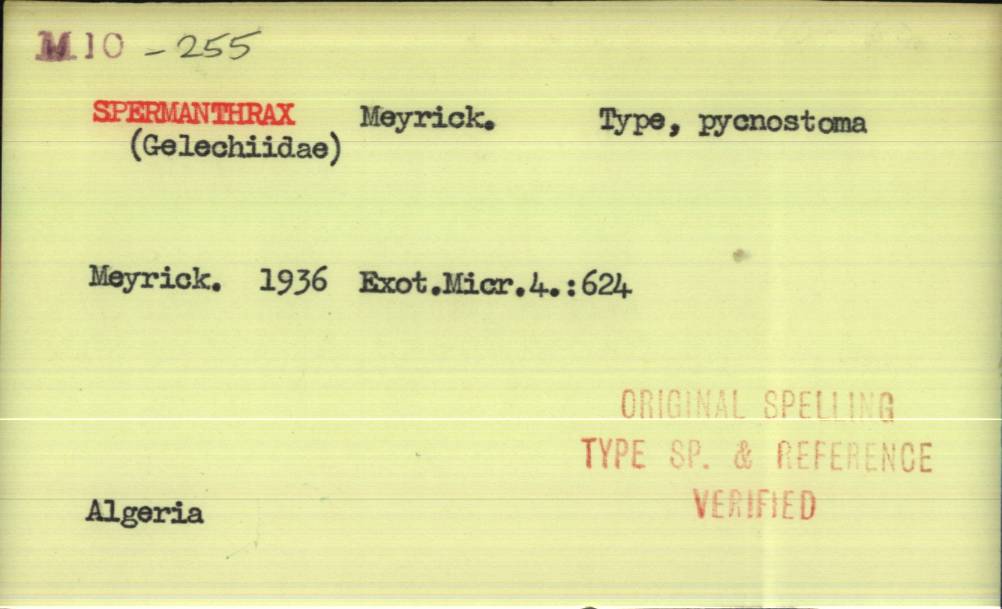 M.10 - 255
SPERMANTHRAX Meyrick. Type, pycnostoma
(Gelechiidae)
Meyrick. 1936 Exot.Micr.4.:624
ORIGINAL SPELLING
TYPE SP. & REFERENCE
VERIFIED
Algeria